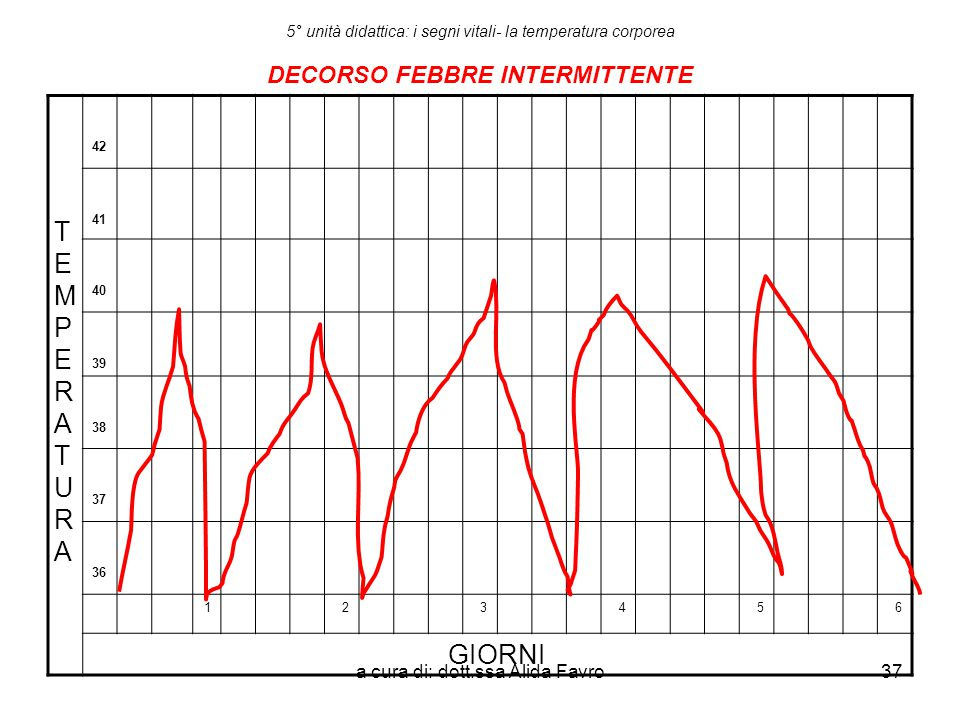 5° unità didattica: i segni vitali- la temperatura corporea
DECORSO FEBBRE INTERMITTENTE
TEMPERATURA
42
41
40
39
38
37
36
1 2 3 4 5 6
GIORNI
a cura di: dott.ssa Alida Favro
37